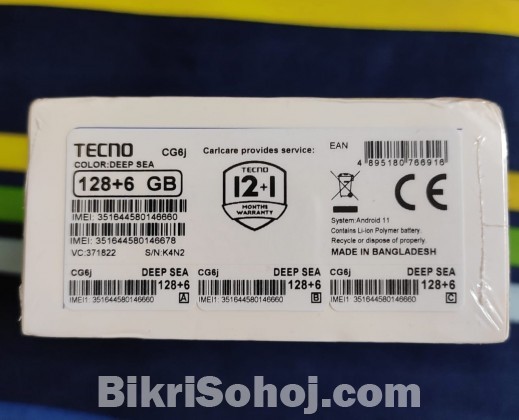 TECNO CG6j
COLOR:DEEP SEA
128+6 GB
IMEI: 351644580146660
IMEI: 351644580146678
VC:371822 S/N:K4N2
Carlcare provides service:
TECNO
12+1
MONTHS
WARRANTY
EAN
4 895180 766916
CE
System:Android 11
Contains Li-ion Polymer battery.
Recycle or dispose of properly.
MADE IN BANGLADESH
CG6j DEEP SEA
128+6
IMEI1: 351644580146660 A
CG6j DEEP SEA
128+6
IMEI1: 351644580146660 B
CG6j DEEP SEA
128+6
IMEI1: 351644580146660 C
BikriSohoj.com